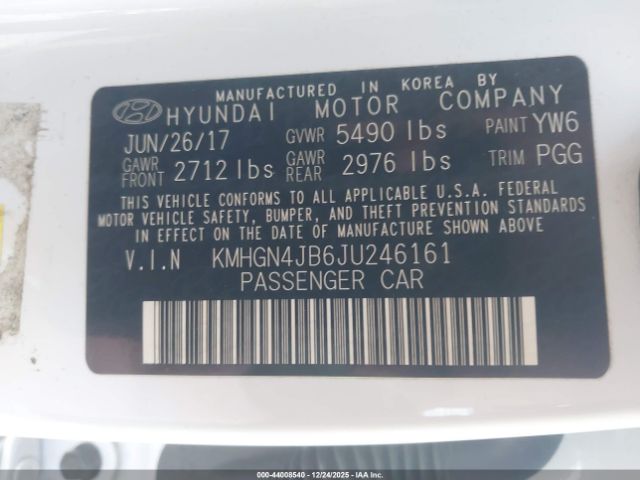 MANUFACTURED IN KOREA BY
HYUNDAI MOTOR COMPANY
JUN/26/17 GVWR 5490 lbs PAINT YW6
GAWR FRONT 2712 lbs GAWR REAR 2976 lbs TRIM PGG
THIS VEHICLE CONFORMS TO ALL APPLICABLE U.S.A. FEDERAL
MOTOR VEHICLE SAFETY, BUMPER, AND THEFT PREVENTION
STANDARDS IN EFFECT ON THE DATE OF MANUFACTURE SHOWN ABOVE
V.I.N KMHGN4JB6JU246161
PASSENGER CAR
000-44008540 - 12/24/2025 - IAA Inc.